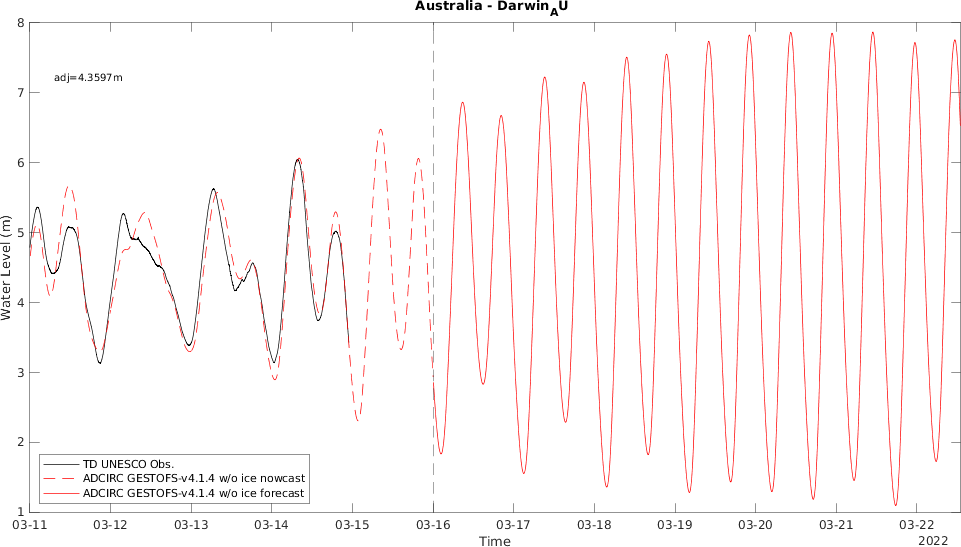 Australia - Darwin_AU
8
adj=4.3597m
7
6
5
Water Level (m)
4
3
2
TD UNESCO Obs.
ADCIRC GESTOFS-v4.1.4 w/o ice nowcast
ADCIRC GESTOFS-v4.1.4 w/o ice forecast
1
03-11 03-12 03-13 03-14 03-15 03-16 03-17 03-18 03-19 03-20 03-21 03-22
Time
2022